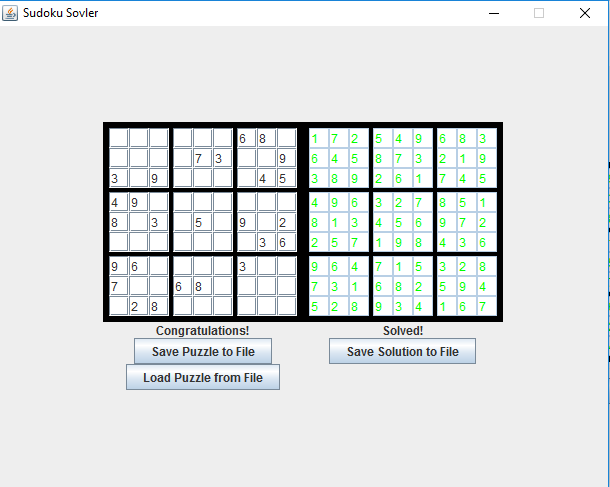 Sudoku Sovler
6 8 1 7 2 5 4 9 6 8 3
7 3 9 6 4 5 8 7 3 2 1 9
3 9 4 5 3 8 9 2 6 1 7 4 5
4 9 4 9 6 3 2 7 8 5 1
8 3 5 9 2 8 1 3 4 5 6 9 7 2
3 6 2 5 7 1 9 8 4 3 6
9 6 3 9 6 4 7 1 5 3 2 8
7 6 8 7 3 1 6 8 2 5 9 4
2 8 5 2 8 9 3 4 1 6 7
Congratulations! Solved!
Save Puzzle to File Save Solution to File
Load Puzzle from File